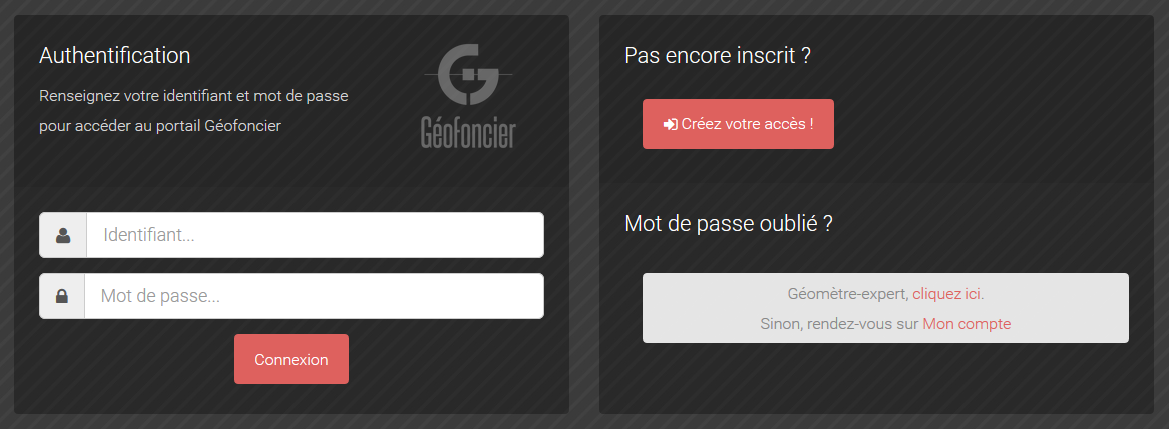 Authentification
Renseignez votre identifiant et mot de passe
pour accéder au portail Géofoncier
Géofoncier
Identifiant...
Mot de passe...
Connexion
Pas encore inscrit ?
Créez votre accès !
Mot de passe oublié ?
Géomètre-expert, cliquez ici.
Sinon, rendez-vous sur Mon compte